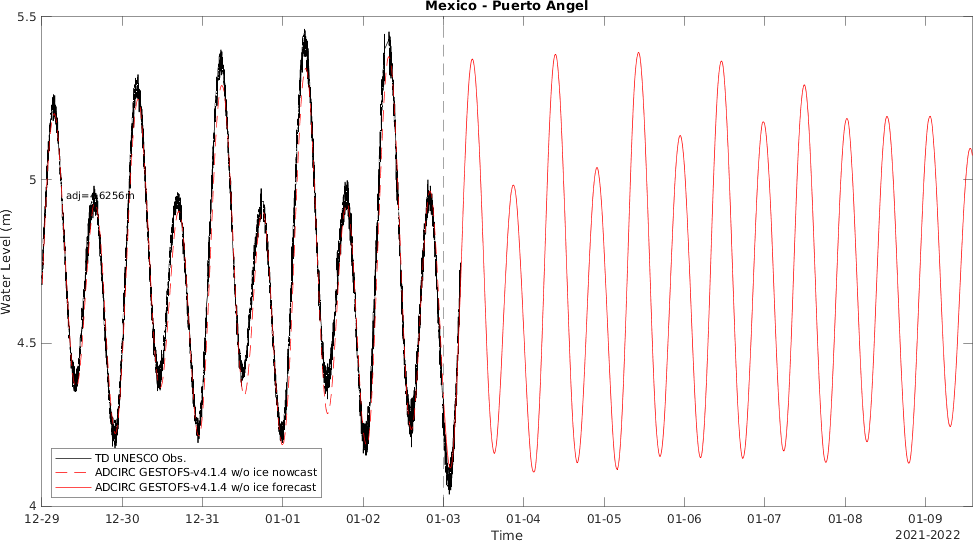 Mexico - Puerto Angel
5.5
5
4.5
4
Water Level (m)
TD UNESCO Obs.
ADCIRC GESTOFS-v4.1.4 w/o ice nowcast
ADCIRC GESTOFS-v4.1.4 w/o ice forecast
12-29 12-30 12-31 01-01 01-02 01-03 01-04 01-05 01-06 01-07 01-08 01-09
Time
2021-2022